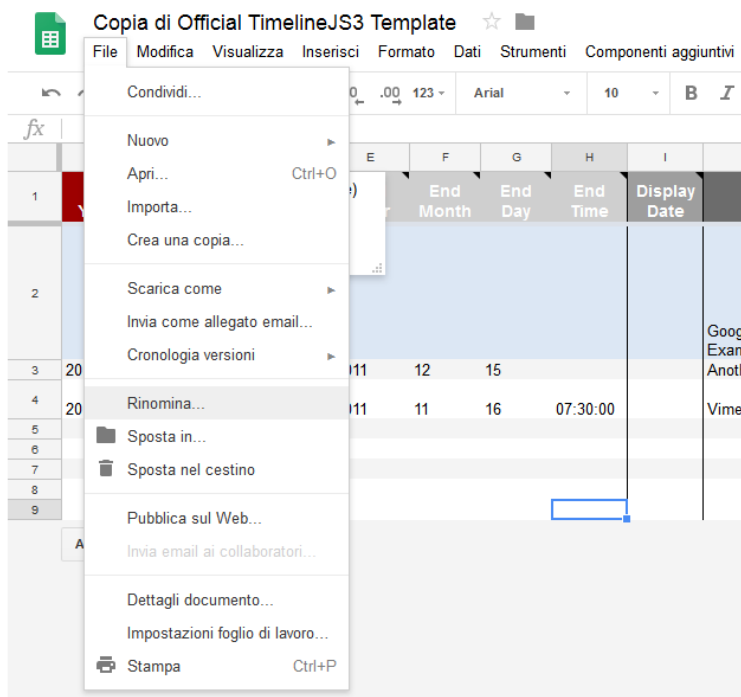 Copia di Official TimelineJS3 Template
File Modifica Visualizza Inserisci Formato Dati Strumenti Componenti aggiuntivi
.00 123 Arial 10 B I
fx
Condividi...
Nuovo
Apri... Ctrl+O
Importa...
Crea una copia...
Scarica come
Invia come allegato email...
Cronologia versioni
Rinomina...
Sposta in...
Sposta nel cestino
Pubblica sul Web...
Invia email ai collaboratori...
Dettagli documento...
Impostazioni foglio di lavoro...
Stampa Ctrl+P
E F G H I
1 End Month End Day End Time Display Date
2
3 12 15
4 11 16 07:30:00
5
6
7
8
9